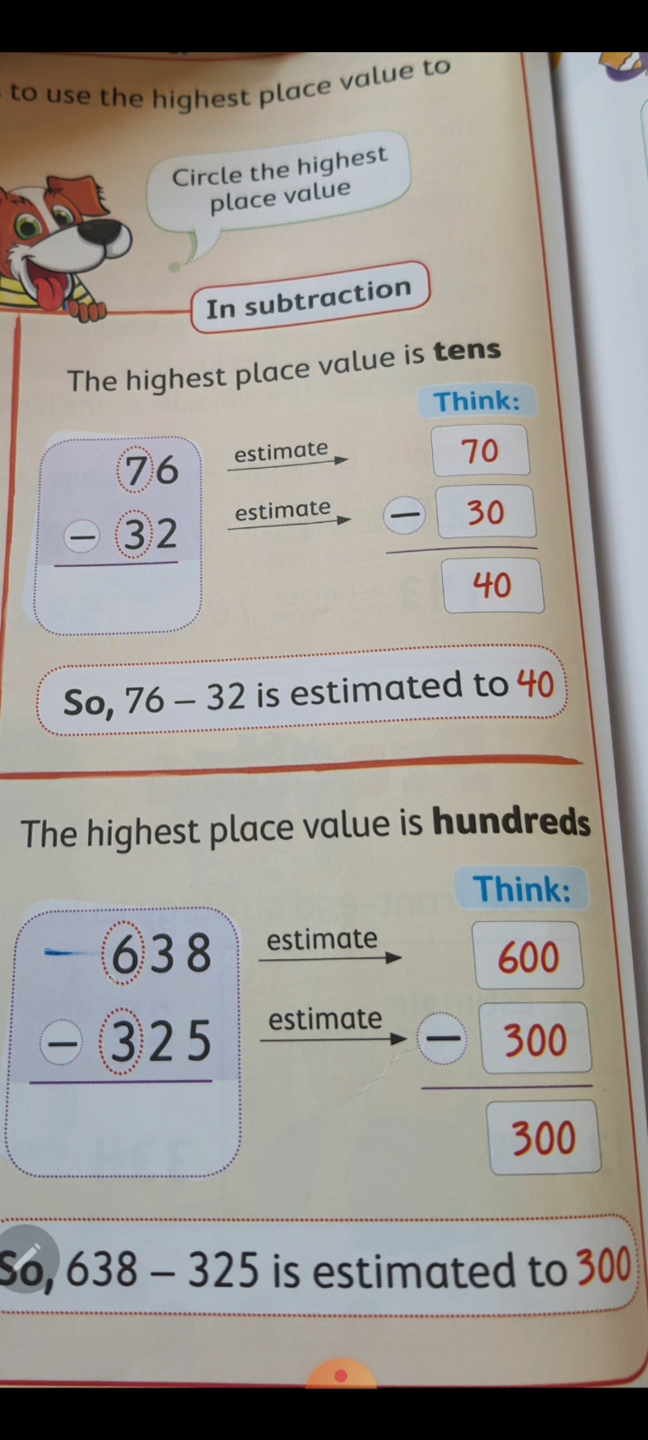 to use the highest place value to
Circle the highest
place value
In subtraction
The highest place value is tens
Think:
76 estimate 70
− 32 estimate − 30
40
So, 76 − 32 is estimated to 40
The highest place value is hundreds
Think:
638 estimate 600
− 325 estimate − 300
300
So, 638 − 325 is estimated to 300